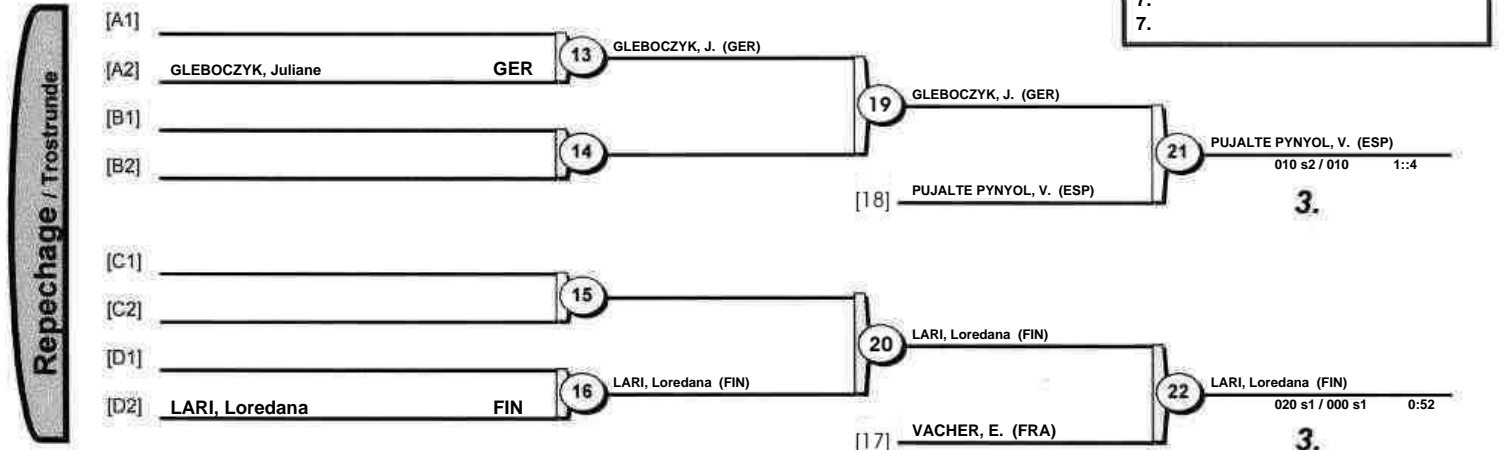 7.
7.
Repechage / Trostrunde
[A1]
[A2] GLEBOCZYK, Juliane GER
13
GLEBOCZYK, J. (GER)
[B1]
[B2]
14
19
GLEBOCZYK, J. (GER)
[18] PUJALTE PYNYOL, V. (ESP)
21
PUJALTE PYNYOL, V. (ESP)
010 s2 / 010 1::4
3.
[C1]
[C2]
15
[D1]
[D2] LARI, Loredana FIN
16
LARI, Loredana (FIN)
20
LARI, Loredana (FIN)
[17] VACHER, E. (FRA)
22
LARI, Loredana (FIN)
020 s1 / 000 s1 0:52
3.